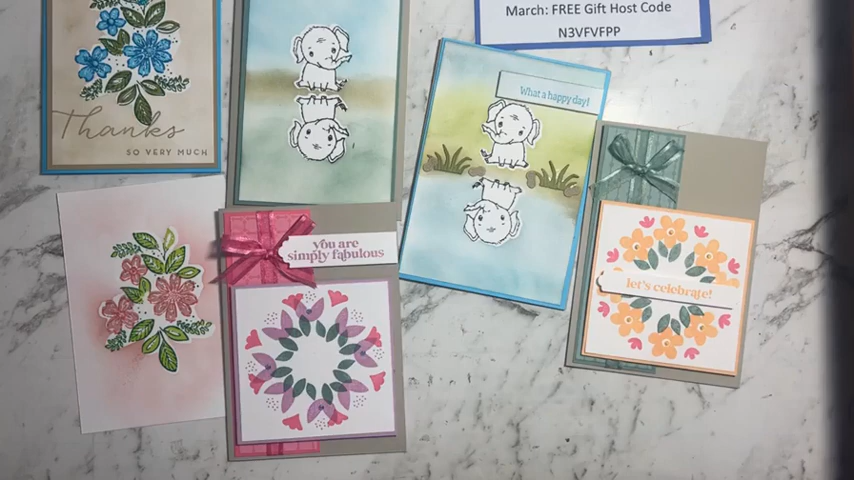 March: FREE Gift Host Code
N3VFVFPP
Thanks
SO VERY MUCH
What a happy day!
you are
simply fabulous
let's celebrate!